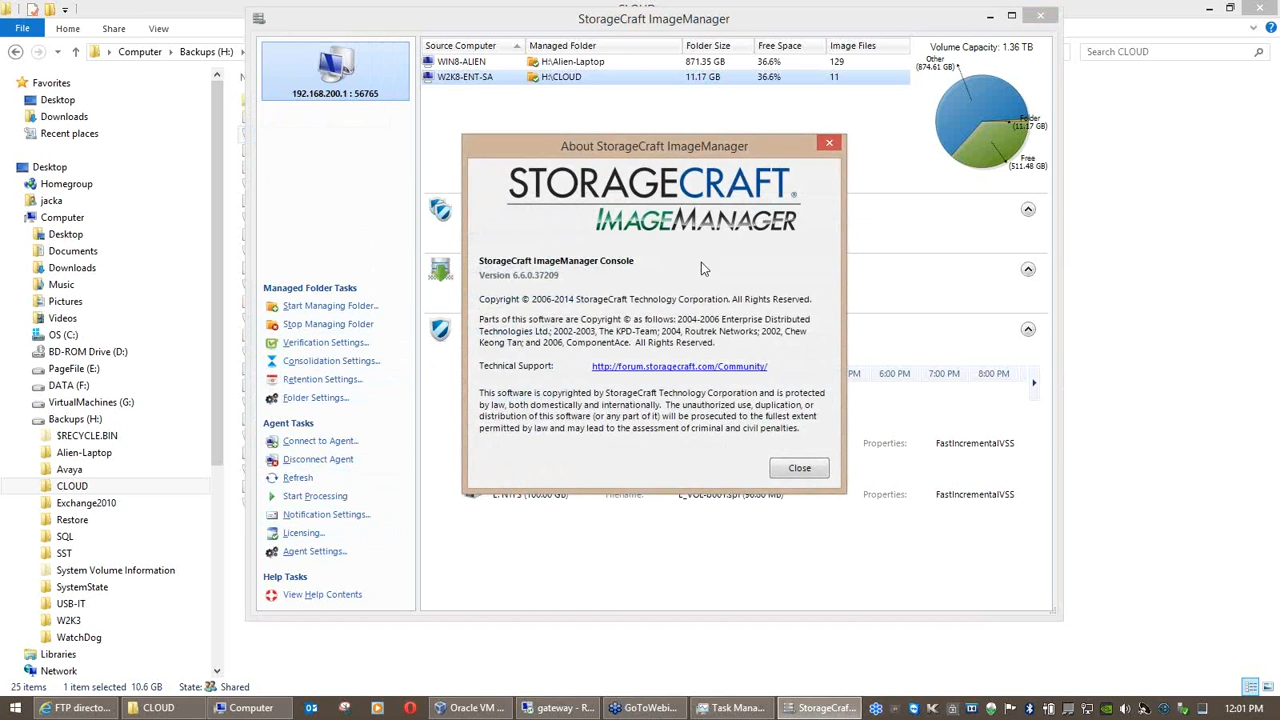 CLOUD
File Home Share View
Computer Backups (H:)
Search CLOUD
Favorites
Desktop
Downloads
Recent places
Desktop
Homegroup
jacka
Computer
Desktop
Documents
Downloads
Music
Pictures
Videos
OS (C:)
BD-ROM Drive (D:)
PageFile (E:)
DATA (F:)
VirtualMachines (G:)
Backups (H:)
$RECYCLE.BIN
Alien-Laptop
Avaya
CLOUD
Exchange2010
Restore
SQL
SST
System Volume Information
SystemState
USB-IT
W2K3
WatchDog
Libraries
Network
25 items 1 item selected 10.6 GB State: Shared
StorageCraft ImageManager
192.168.200.1 : 56765
Managed Folder Tasks
Start Managing Folder...
Stop Managing Folder
Verification Settings...
Consolidation Settings...
Retention Settings...
Folder Settings...
Agent Tasks
Connect to Agent...
Disconnect Agent
Refresh
Start Processing
Notification Settings...
Licensing...
Agent Settings...
Help Tasks
View Help Contents
Source Computer Managed Folder Folder Size Free Space Image Files
WIN8-ALIEN H:\Alien-Laptop 871.35 GB 36.6% 129
W2K8-ENT-SA H:\CLOUD 11.17 GB 36.6% 11
Volume Capacity: 1.36 TB
Other
(874.61 GB)
Folder
(11.17 GB)
Free
(511.48 GB)
About StorageCraft ImageManager
STORAGECRAFT®
IMAGEMANAGER
StorageCraft ImageManager Console
Version 6.6.0.37209
Copyright © 2006-2014 StorageCraft Technology Corporation. All Rights Reserved.
Parts of this software are Copyright © as follows: 2004-2006 Enterprise Distributed
Technologies Ltd.; 2002-2003, The KPD-Team; 2004, Routrek Networks; 2002, Chew
Keong Tan; and 2006, ComponentAce. All Rights Reserved.
Technical Support: http://forum.storagecraft.com/Community/
This software is copyrighted by StorageCraft Technology Corporation and is protected
by law, both domestically and internationally. The unauthorized use, duplication, or
distribution of this software (or any part of it) will be prosecuted to the fullest extent
permitted by law and may lead to the assessment of criminal and civil penalties.
Close
PM 6:00 PM 7:00 PM 8:00 PM
Properties: FastIncrementalVSS
Properties: FastIncrementalVSS
FTP directo... CLOUD Computer Oracle VM ... gateway - R... GoToWebi... Task Mana... StorageCraf... 12:01 PM